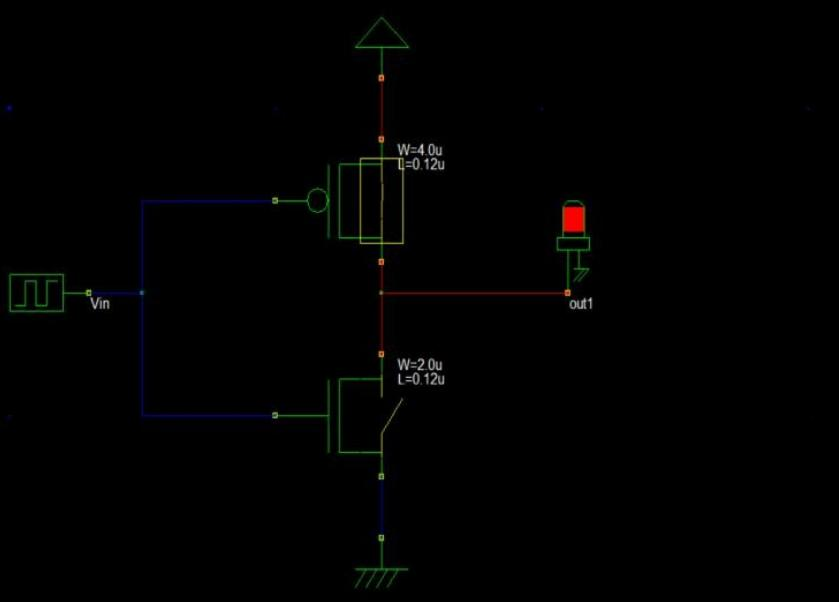 W=4.0u
L=0.12u
Vin
out1
W=2.0u
L=0.12u